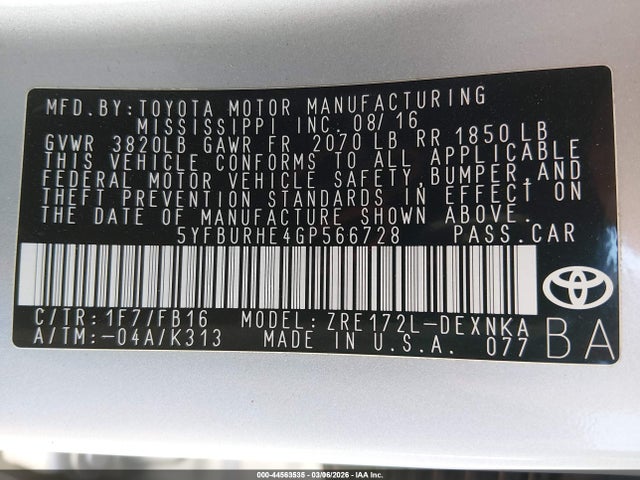 MFD.BY:TOYOTA MOTOR MANUFACTURING
MISSISSIPPI INC. 08/16
GVWR 3820LB GAWR FR 2070 LB RR 1850LB
THIS VEHICLE CONFORMS TO ALL APPLICABLE
FEDERAL MOTOR VEHICLE SAFETY, BUMPER, AND
THEFT PREVENTION STANDARDS IN EFFECT ON
THE DATE OF MANUFACTURE SHOWN ABOVE.
5YFBURHE4GP566728 PASS.CAR
C/TR:1F7/FB16 MODEL:ZRE172L-DEXNKA
A/TM:-04A/K313 MADE IN U.S.A. 077
BA
000-44563535 - 03/06/2026 - IAA Inc.